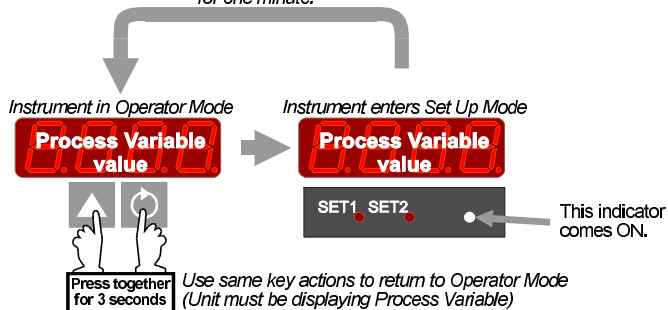 for one minute.
Instrument in Operator Mode
Instrument enters Set Up Mode
Process Variable
value
Process Variable
value
SET1 SET2
This indicator
comes ON.
Press together
for 3 seconds
Use same key actions to return to Operator Mode
(Unit must be displaying Process Variable)